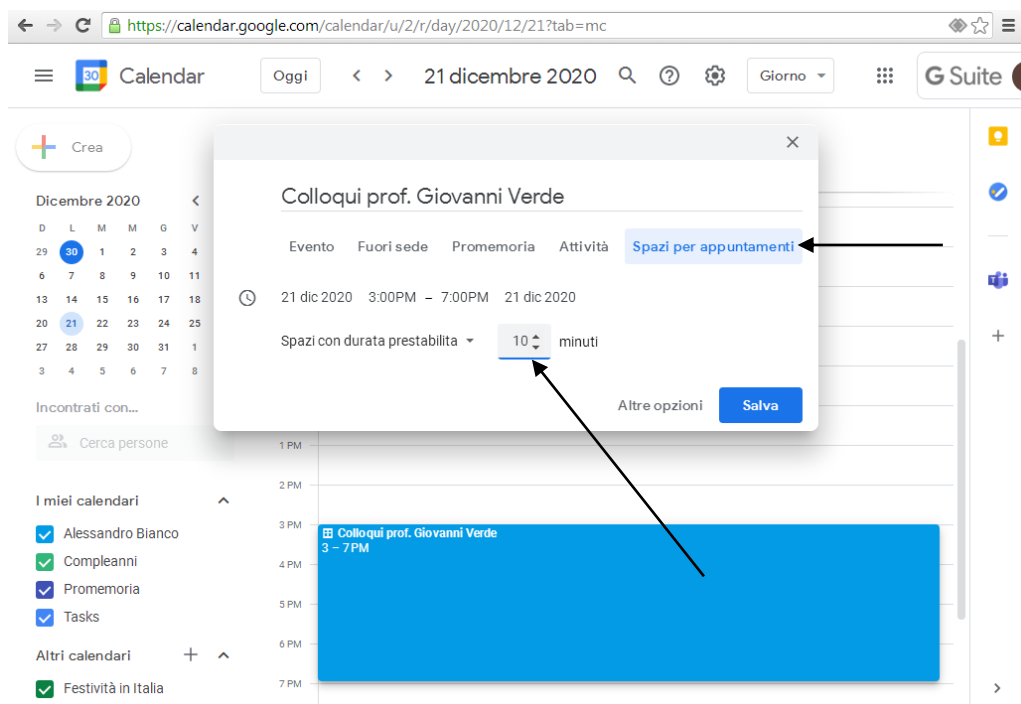 https://calendar.google.com/calendar/u/2/r/day/2020/12/21?tab=mc
30 Calendar Oggi 21 dicembre 2020 Giorno G Suite
Crea
Colloqui prof. Giovanni Verde
Dicembre 2020
D L M M G V
29 30 1 2 3 4
6 7 8 9 10 11
13 14 15 16 17 18
20 21 22 23 24 25
27 28 29 30 31 1
3 4 5 6 7 8
Evento Fuori sede Promemoria Attività Spazi per appuntamenti
21 dic 2020 3:00PM – 7:00PM 21 dic 2020
Spazi con durata prestabilita 10 minuti
Altre opzioni Salva
Incontrati con...
Cerca persone
I miei calendari
Alessandro Bianco
Compleanni
Promemoria
Tasks
Altri calendari
Festività in Italia
1 PM
2 PM
3 PM
Colloqui prof. Giovanni Verde
3 – 7 PM
4 PM
5 PM
6 PM
7 PM